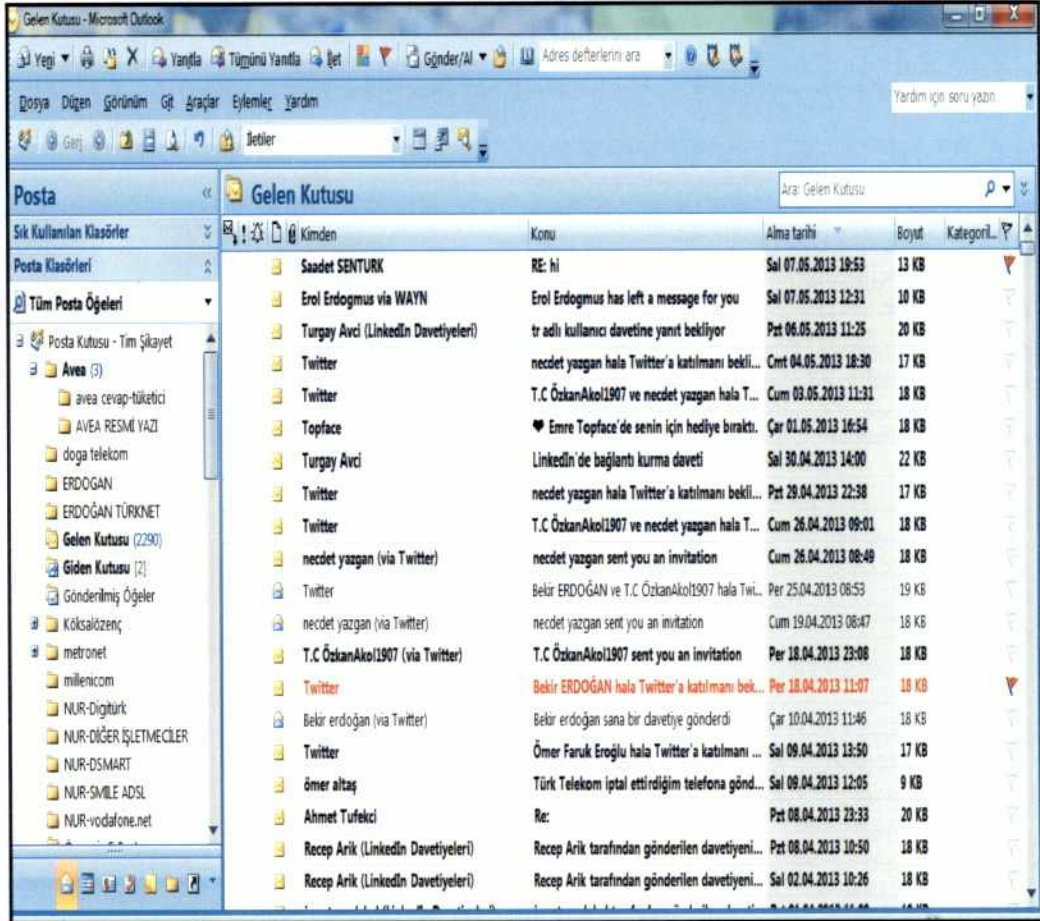 Gelen Kutusu - Microsoft Outlook
Yeni Yanıtla Tümünü Yanıtla İlet Gönder/Al Adres defterlerini ara
Dosya Düzen Görünüm Git Araçlar Eylemler Yardım Yardım için soru yazın
Geri İletiler
Posta «
Sık Kullanılan Klasörler
Posta Klasörleri
Tüm Posta Öğeleri
Posta Kutusu - Tim Şikayet
Avea (3)
avea cevap-tüketici
AVEA RESMİ YAZI
doga telekom
ERDOGAN
ERDOĞAN TÜRKNET
Gelen Kutusu (2290)
Giden Kutusu [2]
Gönderilmiş Öğeler
Köksalözenç
metronet
millenicom
NUR-Digitürk
NUR-DİĞER İŞLETMECİLER
NUR-DSMART
NUR-SMILE ADSL
NUR-vodafone.net
Gelen Kutusu Ara: Gelen Kutusu
Kimden Konu Alma tarihi Boyut Kategoril...
Saadet SENTURK RE: hi Sal 07.05.2013 19:53 13 KB
Erol Erdogmus via WAYN Erol Erdogmus has left a message for you Sal 07.05.2013 12:31 10 KB
Turgay Avci (LinkedIn Davetiyeleri) tr adlı kullanıcı davetine yanıt bekliyor Pzt 06.05.2013 11:25 20 KB
Twitter necdet yazgan hala Twitter'a katılmanı bekli... Cmt 04.05.2013 18:30 17 KB
Twitter T.C ÖzkanAkol1907 ve necdet yazgan hala T... Cum 03.05.2013 11:31 18 KB
Topface ♥ Emre Topface'de senin için hediye bıraktı. Çar 01.05.2013 16:54 18 KB
Turgay Avci LinkedIn'de bağlantı kurma daveti Sal 30.04.2013 14:00 22 KB
Twitter necdet yazgan hala Twitter'a katılmanı bekli... Pzt 29.04.2013 22:38 17 KB
Twitter T.C ÖzkanAkol1907 ve necdet yazgan hala T... Cum 26.04.2013 09:01 18 KB
necdet yazgan (via Twitter) necdet yazgan sent you an invitation Cum 26.04.2013 08:49 18 KB
Twitter Bekir ERDOĞAN ve T.C ÖzkanAkol1907 hala Twi... Per 25.04.2013 08:53 19 KB
necdet yazgan (via Twitter) necdet yazgan sent you an invitation Cum 19.04.2013 08:47 18 KB
T.C ÖzkanAkol1907 (via Twitter) T.C ÖzkanAkol1907 sent you an invitation Per 18.04.2013 23:08 18 KB
Twitter Bekir ERDOĞAN hala Twitter'a katılmanı bek... Per 18.04.2013 11:07 18 KB
Bekir erdoğan (via Twitter) Bekir erdoğan sana bir davetiye gönderdi Çar 10.04.2013 11:46 18 KB
Twitter Ömer Faruk Eroğlu hala Twitter'a katılmanı ... Sal 09.04.2013 13:50 17 KB
ömer altaş Türk Telekom iptal ettirdiğim telefona gönd... Sal 09.04.2013 12:05 9 KB
Ahmet Tufekci Re: Pzt 08.04.2013 23:33 20 KB
Recep Arik (LinkedIn Davetiyeleri) Recep Arik tarafından gönderilen davetiyeni... Pzt 08.04.2013 10:50 18 KB
Recep Arik (LinkedIn Davetiyeleri) Recep Arik tarafından gönderilen davetiyeni... Sal 02.04.2013 10:26 18 KB